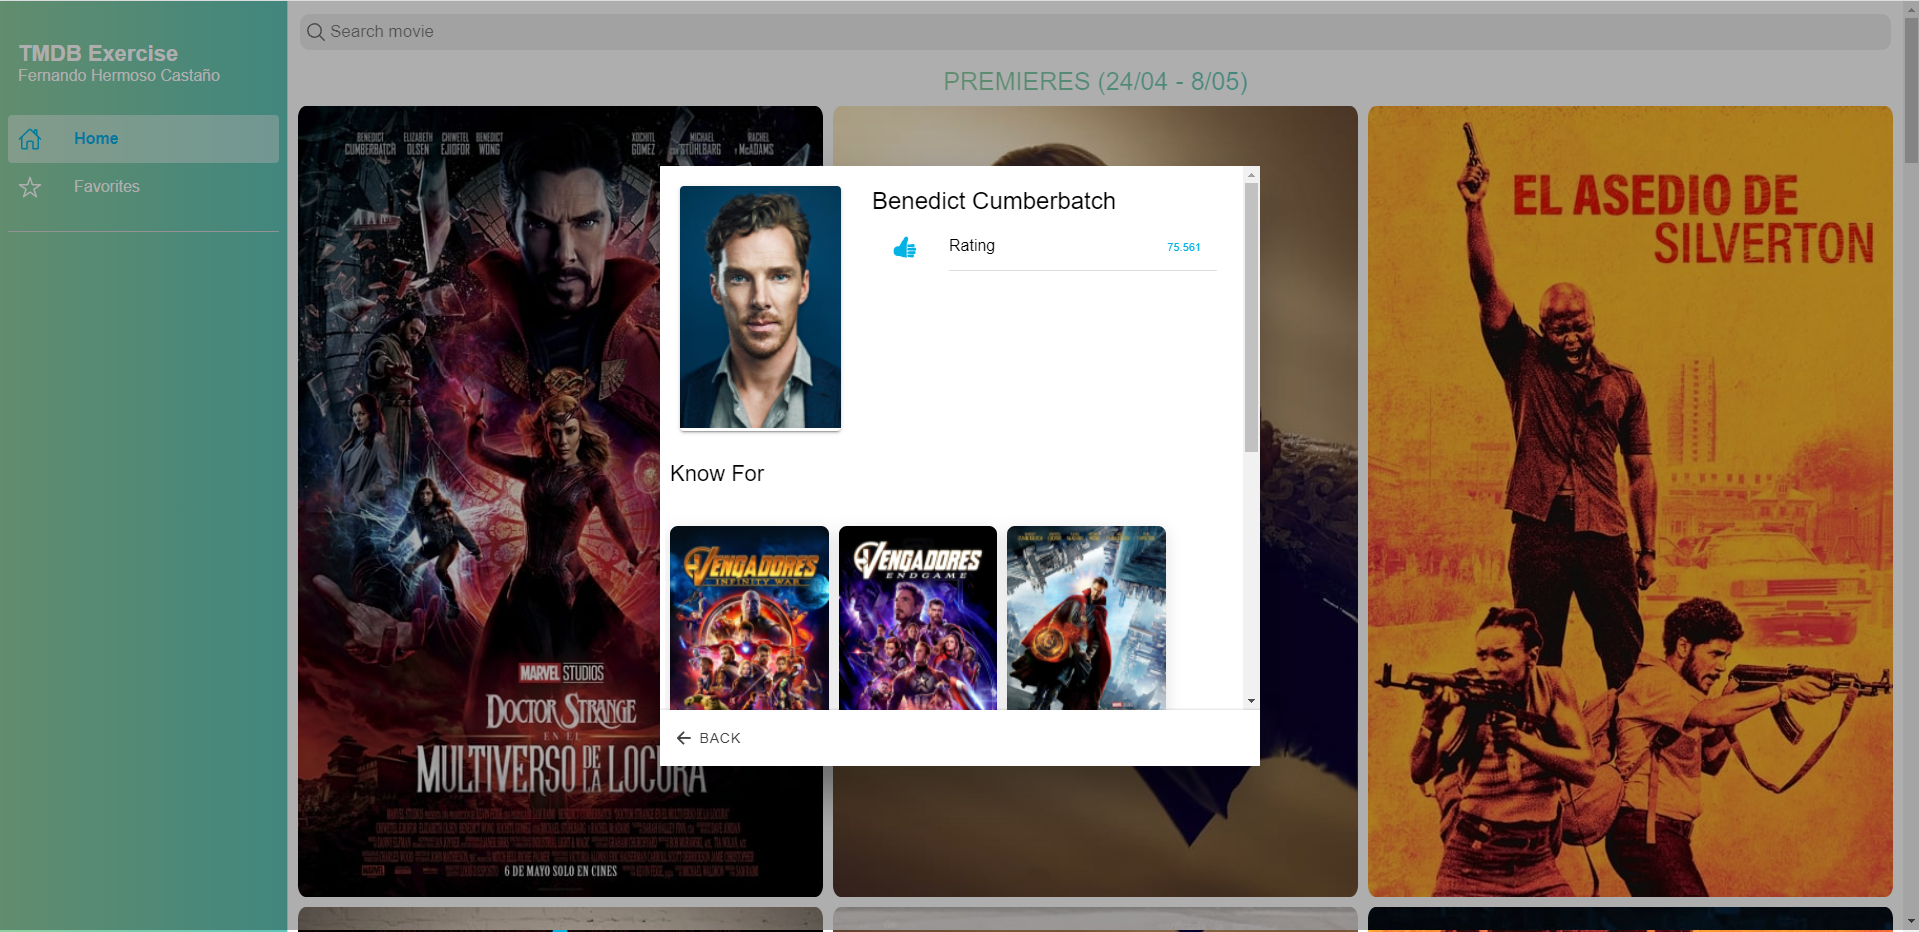 TMDB Exercise
Fernando Hermoso Castaño
Home
Favorites
Search movie
PREMIERES (24/04 - 8/05)
BENEDICT CUMBERBATCH
ELIZABETH OLSEN
CHIWETEL EJIOFOR
BENEDICT WONG
XOCHITL GOMEZ
MICHAEL STÜHLBARG
RACHEL McADAMS
MARVEL STUDIOS
DOCTOR STRANGE
EN EL
MULTIVERSO DE LA LOCURA
6 DE MAYO SOLO EN CINES
Benedict Cumberbatch
Rating
75.561
Know For
VENGADORES
INFINITY WAR
VENGADORES
ENDGAME
BACK
EL ASEDIO DE
SILVERTON